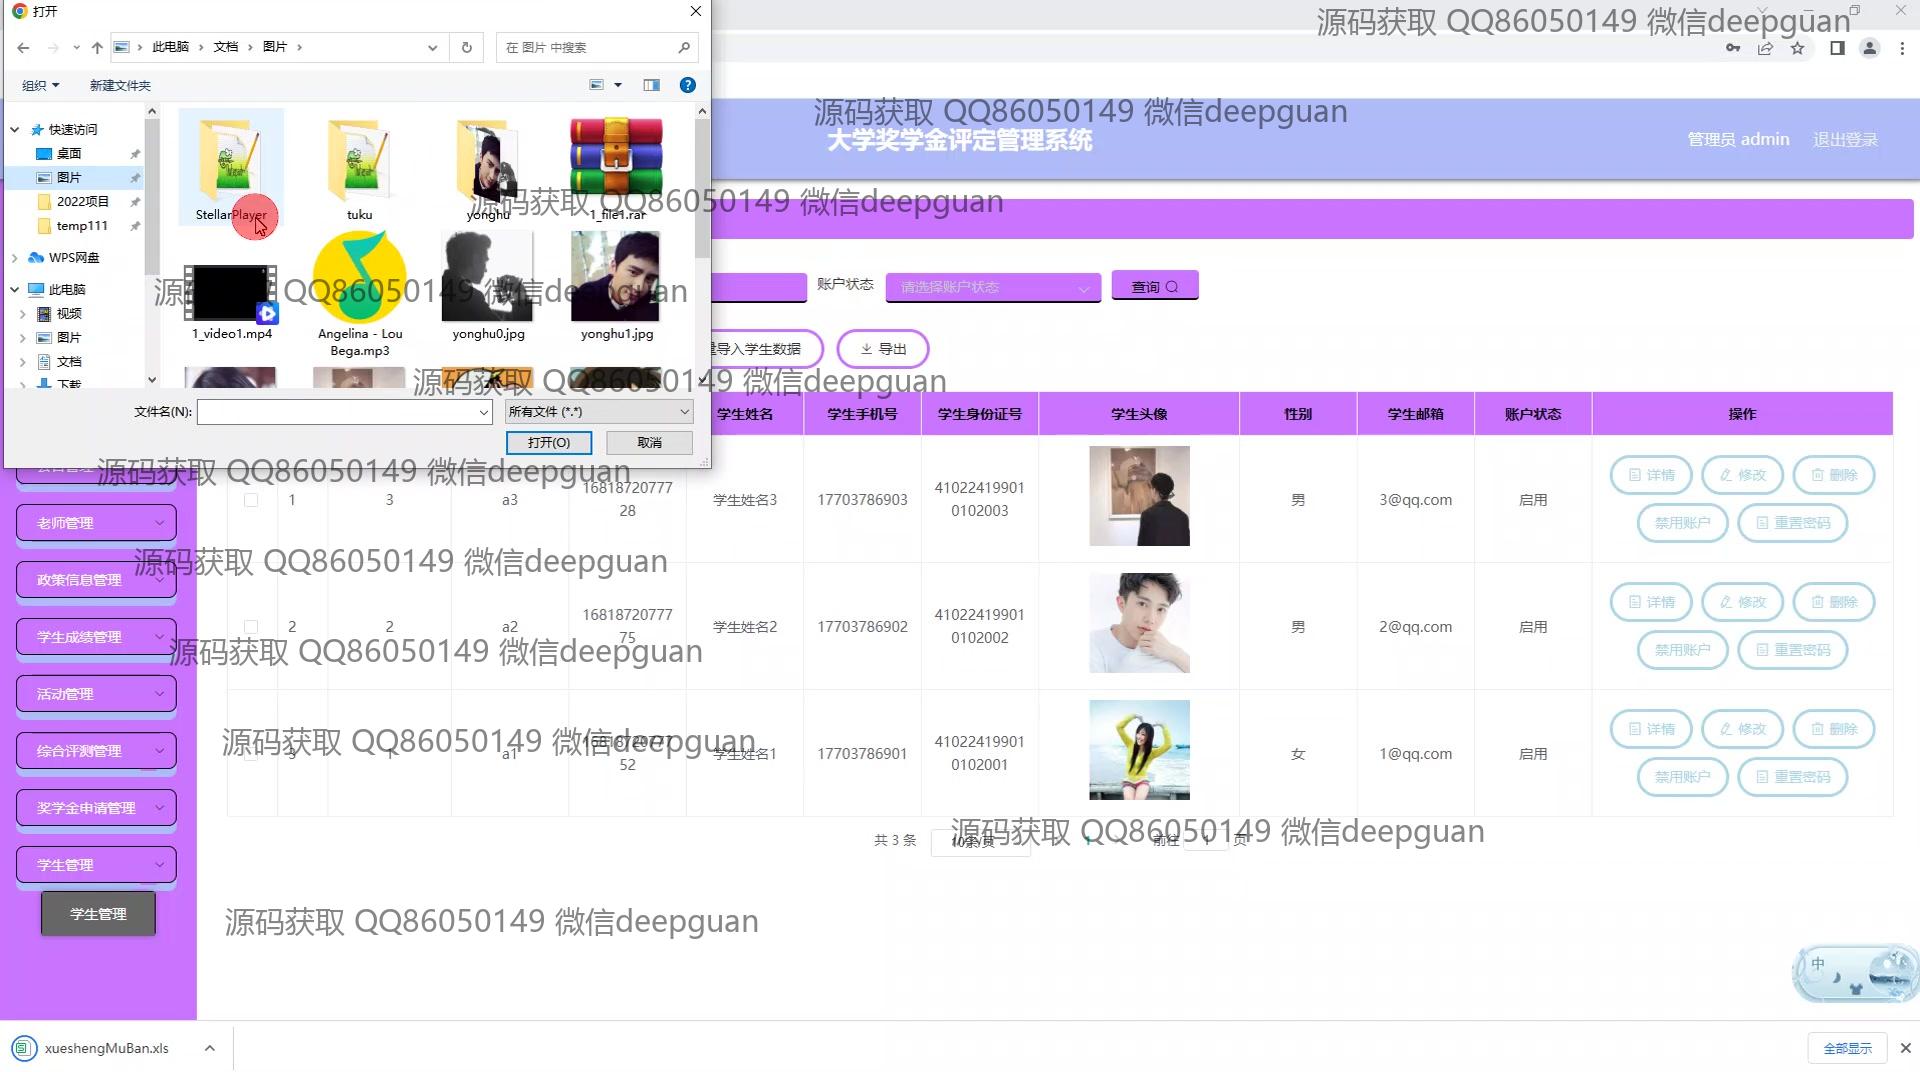 打开
此电脑 › 文档 › 图片 ›
在 图片 中搜索
组织
新建文件夹
快速访问
桌面
图片
2022项目
temp111
WPS网盘
此电脑
视频
图片
文档
下载
StellarPlayer
tuku
yonghu
1_file1.rar
1_video1.mp4
Angelina - Lou Bega.mp3
yonghu0.jpg
yonghu1.jpg
文件名(N):
所有文件 (*.*)
打开(O)
取消
源码获取 QQ86050149 微信deepguan
源码获取 QQ86050149 微信deepguan
大学奖学金评定管理系统
管理员 admin
退出登录
源码获取 QQ86050149 微信deepguan
源码获取 QQ86050149 微信deepguan
账户状态
请选择账户状态
查询
导入学生数据
导出
源码获取 QQ86050149 微信deepguan
学生姓名 学生手机号 学生身份证号 学生头像 性别 学生邮箱 账户状态 操作
源码获取 QQ86050149 微信deepguan
1 3 a3 1681872077728 学生姓名3 17703786903 410224199010102003 男 3@qq.com 启用
详情 修改 删除
禁用账户 重置密码
源码获取 QQ86050149 微信deepguan
2 2 a2 1681872077775 学生姓名2 17703786902 410224199010102002 男 2@qq.com 启用
详情 修改 删除
禁用账户 重置密码
源码获取 QQ86050149 微信deepguan
3 1 a1 1681872077752 学生姓名1 17703786901 410224199010102001 女 1@qq.com 启用
详情 修改 删除
禁用账户 重置密码
源码获取 QQ86050149 微信deepguan
共 3 条
10条/页
1
前往 1 页
源码获取 QQ86050149 微信deepguan
源码获取 QQ86050149 微信deepguan
老师管理
政策信息管理
学生成绩管理
活动管理
综合评测管理
奖学金申请管理
学生管理
学生管理
中
xueshengMuBan.xls
全部显示